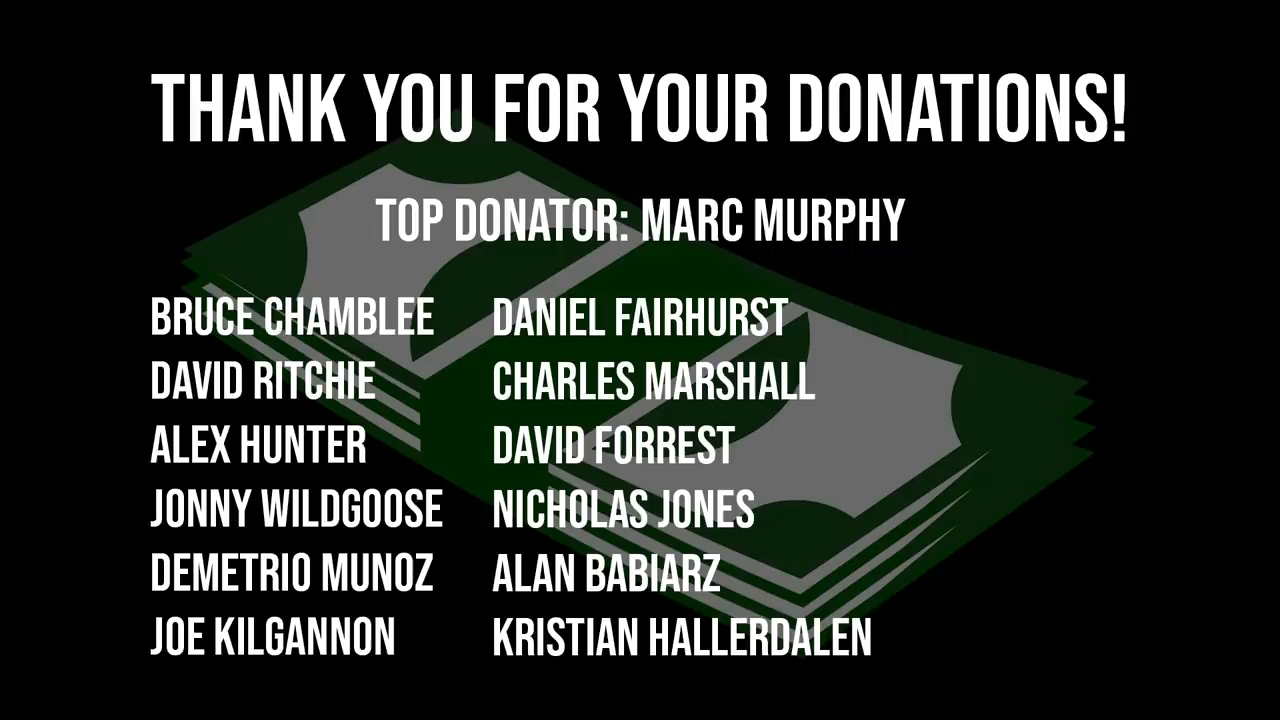 THANK YOU FOR YOUR DONATIONS!
TOP DONATOR: MARC MURPHY
BRUCE CHAMBLEE
DAVID RITCHIE
ALEX HUNTER
JONNY WILDGOOSE
DEMETRIO MUNOZ
JOE KILGANNON
DANIEL FAIRHURST
CHARLES MARSHALL
DAVID FORREST
NICHOLAS JONES
ALAN BABIARZ
KRISTIAN HALLERDALEN